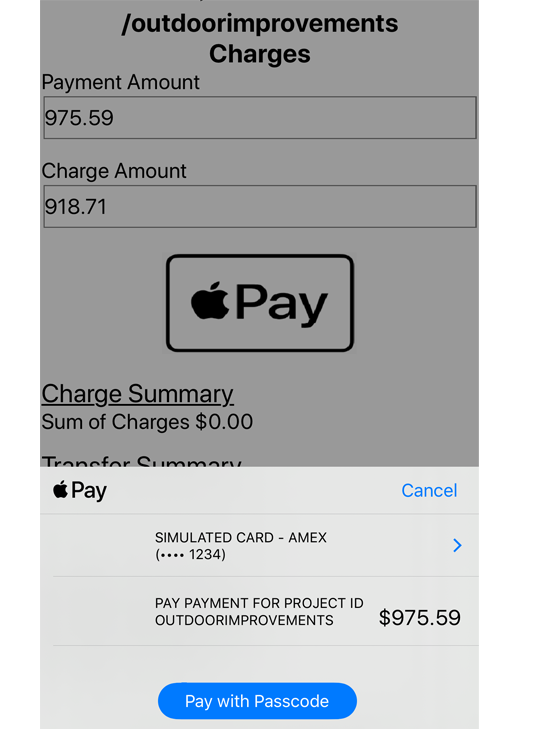 /outdoorimprovements
Charges
Payment Amount
975.59
Charge Amount
918.71
Pay
Charge Summary
Sum of Charges $0.00
Transfer Summary
Pay
Cancel
SIMULATED CARD - AMEX
(•••• 1234)
PAY PAYMENT FOR PROJECT ID
OUTDOORIMPROVEMENTS
$975.59
Pay with Passcode